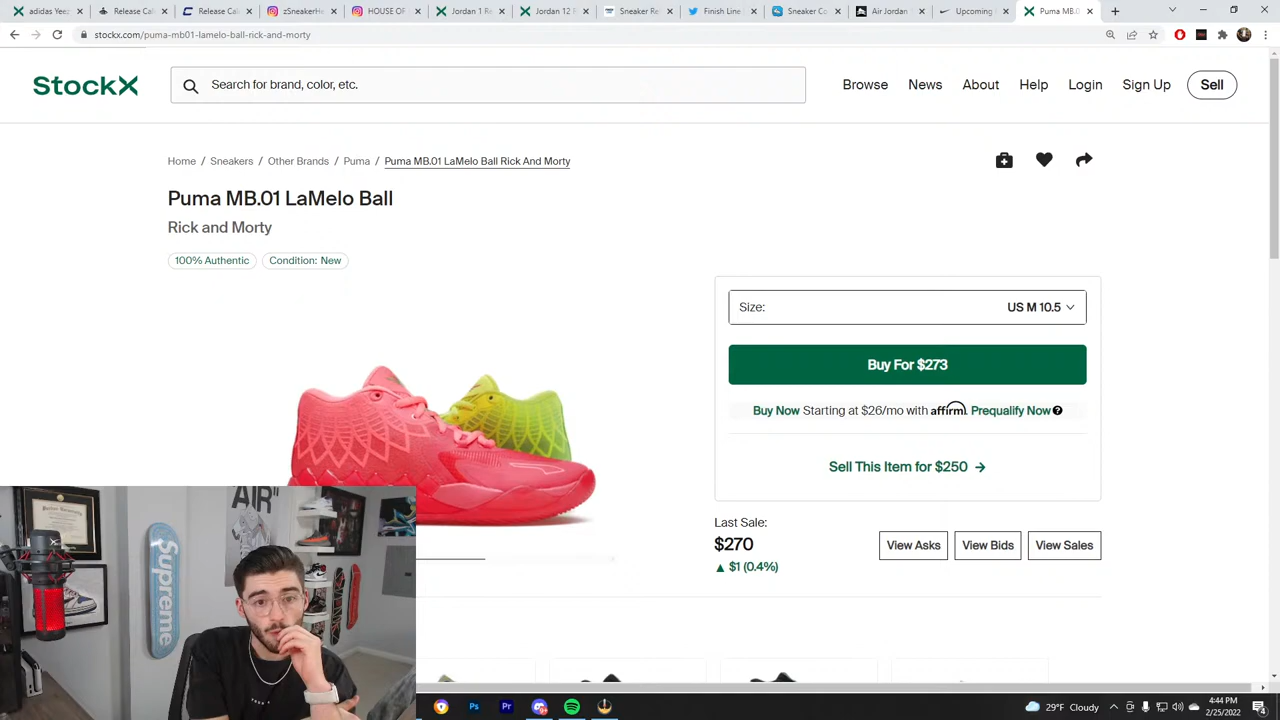 adidas Yee
Release Cal
Release Cal
zSneakerHe
HOUSE OF
Jordan 1 Re
Jordan 12 R
Sneaker Re
Finish Line
Sneaker Co
Air Jordan
Upcoming
Puma MB.0
stockx.com/puma-mb01-lamelo-ball-rick-and-morty
StockX
Search for brand, color, etc.
Browse News About Help Login Sign Up Sell
Home / Sneakers / Other Brands / Puma / Puma MB.01 LaMelo Ball Rick And Morty
Puma MB.01 LaMelo Ball
Rick and Morty
100% Authentic Condition: New
Size: US M 10.5
Buy For $273
Buy Now Starting at $26/mo with affirm. Prequalify Now
Sell This Item for $250 →
Last Sale:
$270
▲ $1 (0.4%)
View Asks View Bids View Sales
AIR"
Supreme
Ps
Pr
29°F Cloudy
4:44 PM
2/25/2022
4